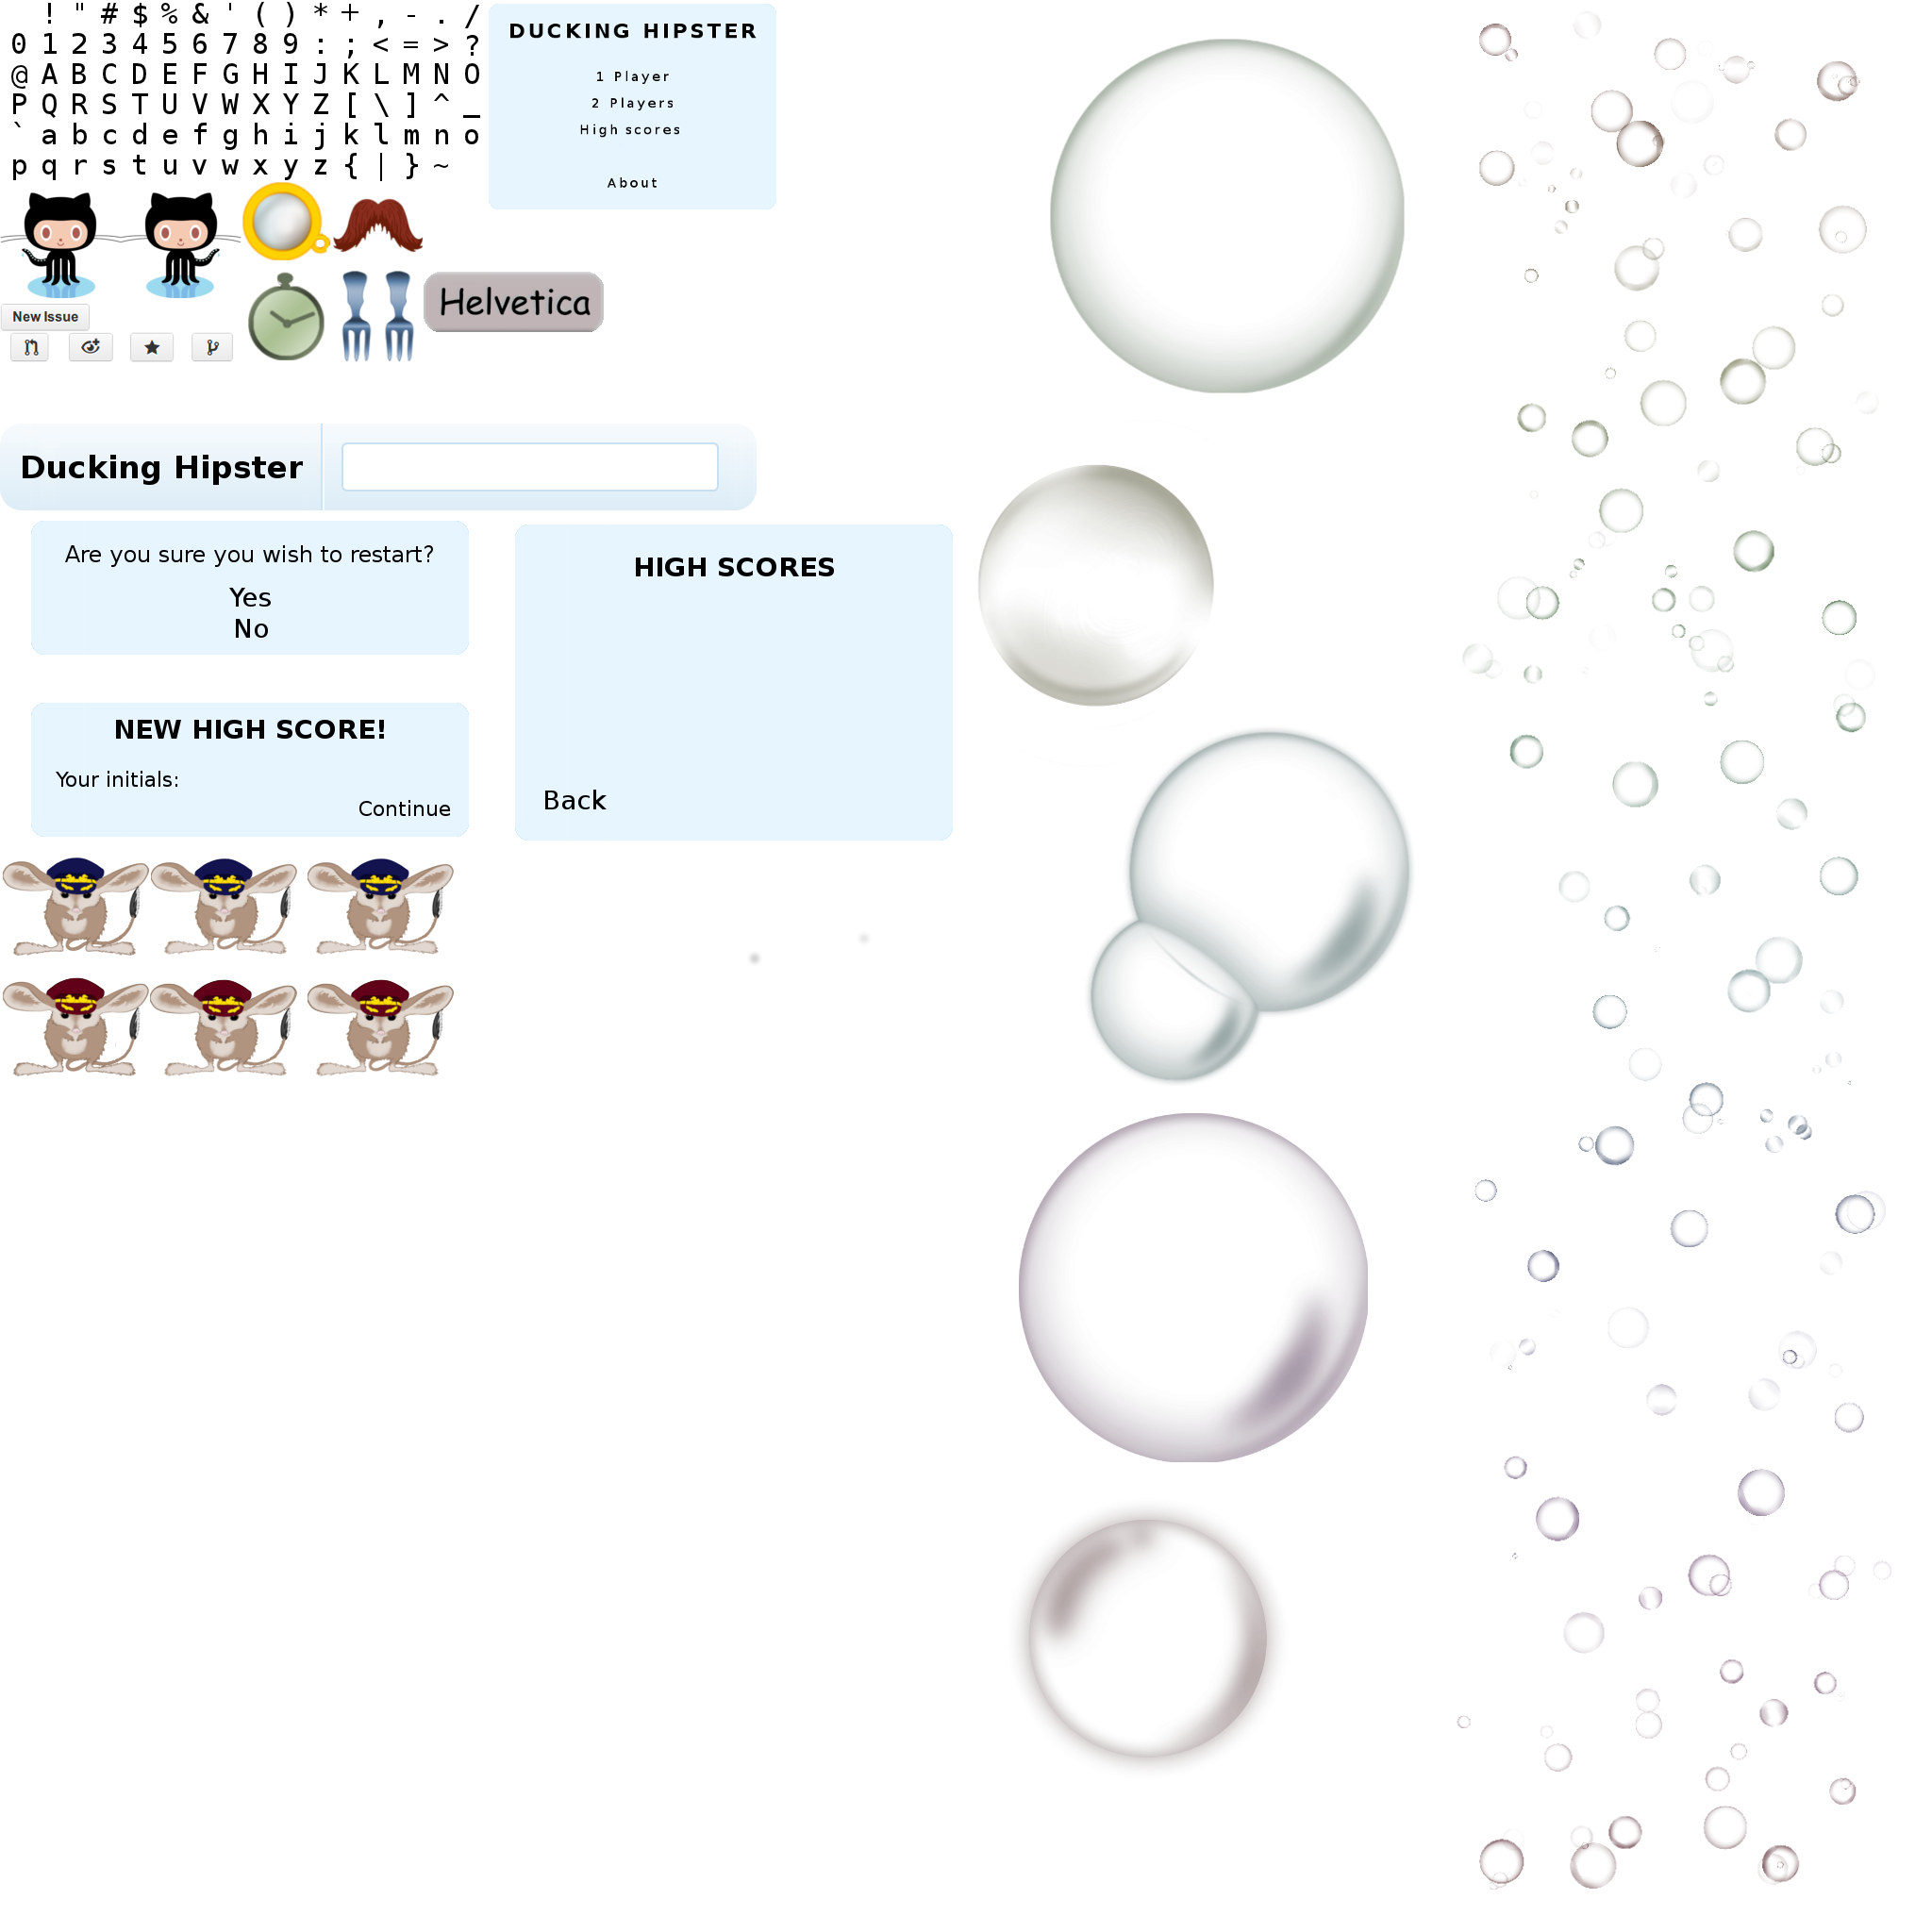 ! " # $ % & ' ( ) * + , - . /
0 1 2 3 4 5 6 7 8 9 : ; < = > ?
@ A B C D E F G H I J K L M N O
P Q R S T U V W X Y Z [ \ ] ^ _
` a b c d e f g h i j k l m n o
p q r s t u v w x y z { | } ~
DUCKING HIPSTER
1 Player
2 Players
High scores
About
Helvetica
New Issue
Ducking Hipster
Are you sure you wish to restart?
Yes
No
HIGH SCORES
Back
NEW HIGH SCORE!
Your initials:
Continue